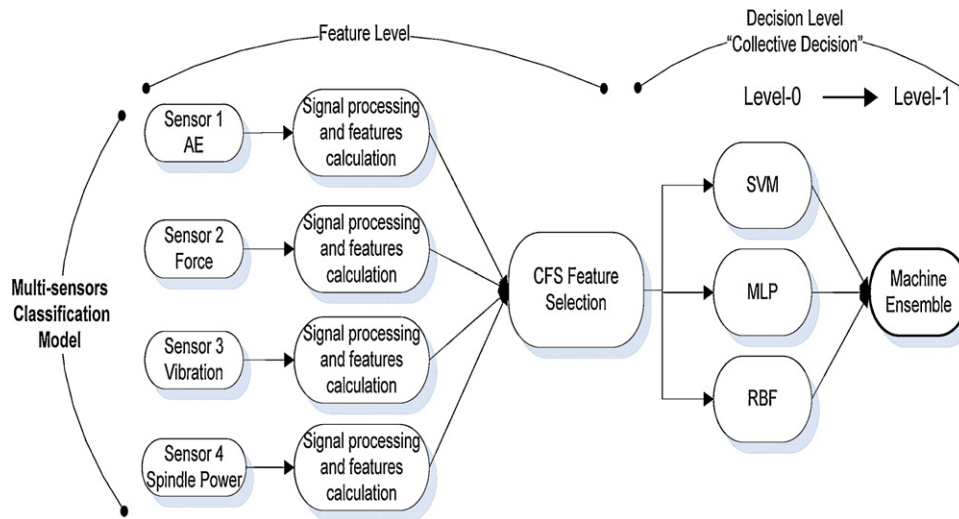 Feature Level
Decision Level
“Collective Decision”
Level-0
Level-1
Multi-sensors
Classification
Model
Sensor 1
AE
Signal processing
and features
calculation
Sensor 2
Force
Signal processing
and features
calculation
Sensor 3
Vibration
Signal processing
and features
calculation
Sensor 4
Spindle Power
Signal processing
and features
calculation
CFS Feature
Selection
SVM
MLP
RBF
Machine
Ensemble